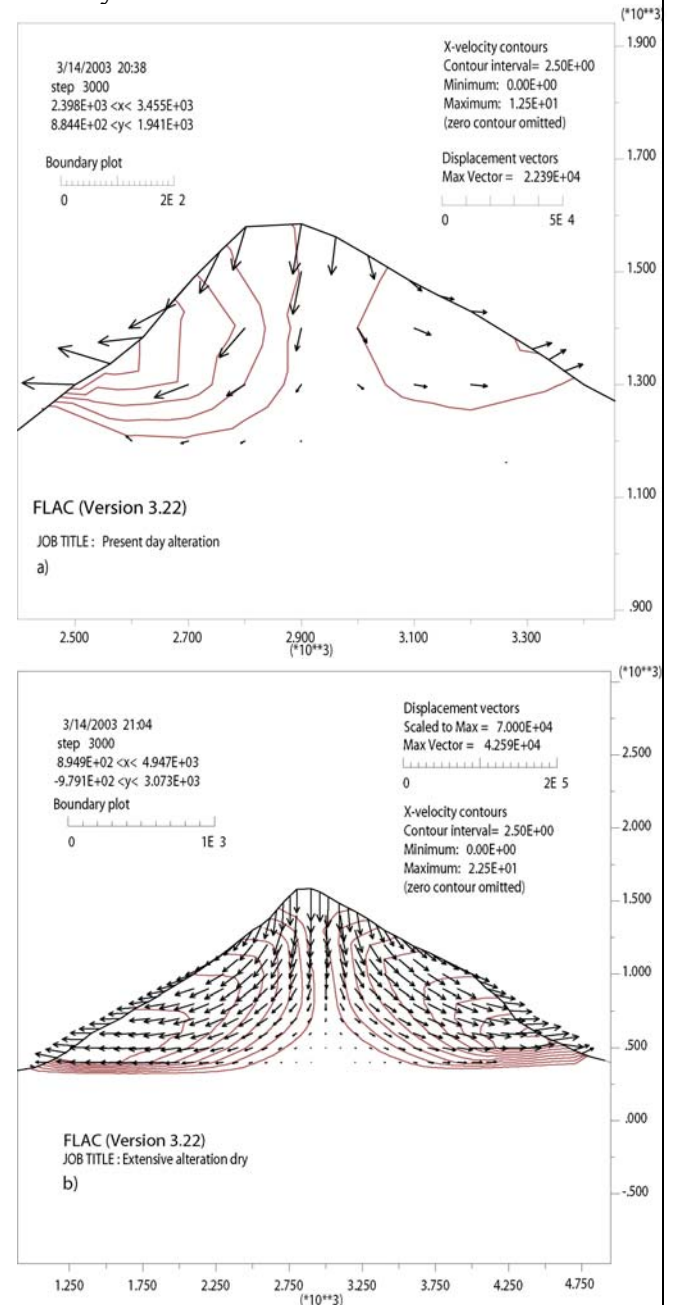 (*10**3)
1.900
3/14/2003 20:38
step 3000
2.398E+03 <x< 3.455E+03
8.844E+02 <y< 1.941E+03
Boundary plot
0 2E 2
X-velocity contours
Contour interval= 2.50E+00
Minimum: 0.00E+00
Maximum: 1.25E+01
(zero contour omitted)
Displacement vectors
Max Vector = 2.239E+04
0 5E 4
1.700
1.500
1.300
1.100
.900
FLAC (Version 3.22)
JOB TITLE : Present day alteration
a)
2.500 2.700 2.900 3.100 3.300
(*10**3)
(*10**3)
3/14/2003 21:04
step 3000
8.949E+02 <x< 4.947E+03
-9.791E+02 <y< 3.073E+03
Boundary plot
0 1E 3
Displacement vectors
Scaled to Max = 7.000E+04
Max Vector = 4.259E+04
0 2E 5
X-velocity contours
Contour interval= 2.50E+00
Minimum: 0.00E+00
Maximum: 2.25E+01
(zero contour omitted)
2.500
2.000
1.500
1.000
.500
.000
-.500
FLAC (Version 3.22)
JOB TITLE : Extensive alteration dry
b)
1.250 1.750 2.250 2.750 3.250 3.750 4.250 4.750
(*10**3)